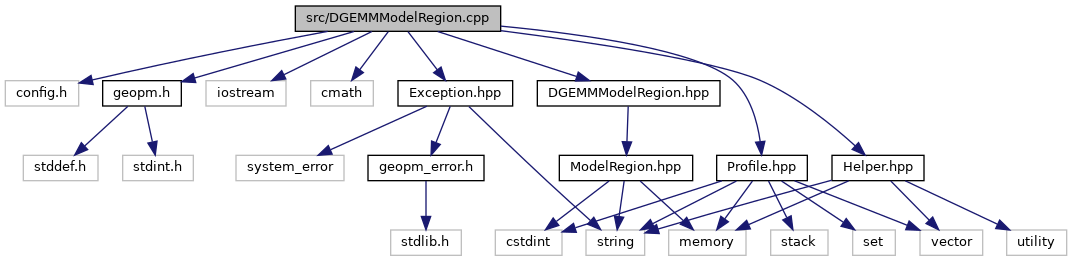 src/DGEMMModelRegion.cpp
config.h
geopm.h
iostream
cmath
Exception.hpp
DGEMMModelRegion.hpp
stddef.h
stdint.h
system_error
geopm_error.h
ModelRegion.hpp
Profile.hpp
Helper.hpp
stdlib.h
cstdint
string
memory
stack
set
vector
utility